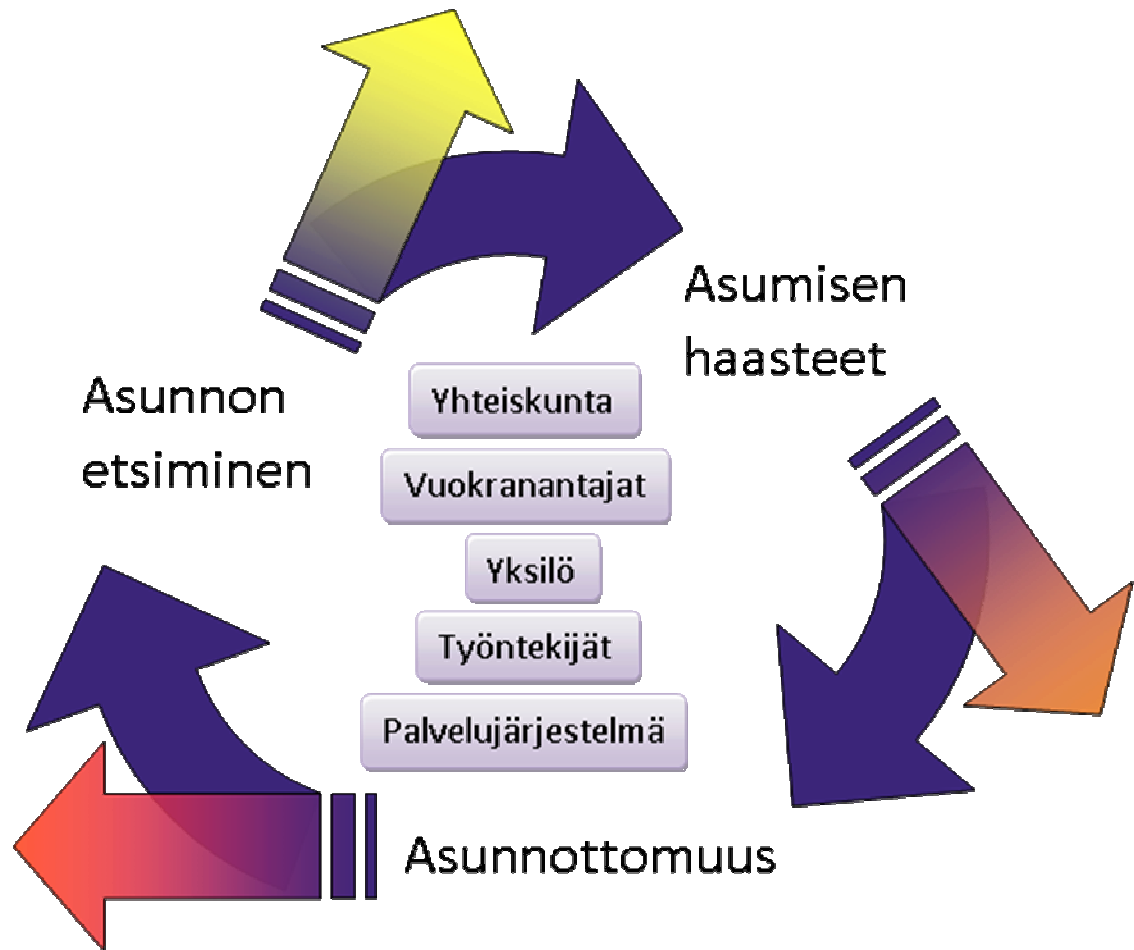 Asumisen
haasteet
Asunnon
etsiminen
Yhteiskunta
Vuokranantajat
Yksilö
Työntekijät
Palvelujärjestelmä
Asunnottomuus